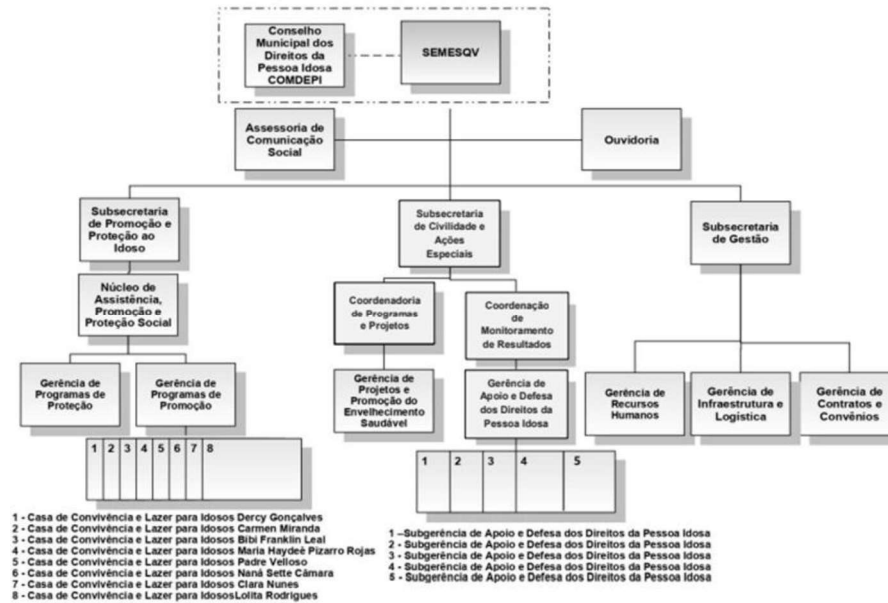 Conselho
Municipal dos
Direitos da
Pessoa Idosa
COMDEPI
SEMESQV
Assessoria de
Comunicação
Social
Ouvidoria
Subsecretaria
de Promoção e
Proteção ao
Idoso
Subsecretaria
de Civilidade e
Ações
Especiais
Subsecretaria
de Gestão
Núcleo de
Assistência,
Promoção e
Proteção Social
Coordenadoria
de Programas
e Projetos
Coordenação
de
Monitoramento
de Resultados
Gerência de
Programas de
Proteção
Gerência de
Programas de
Promoção
Gerência de
Projetos e
Promoção do
Envelhecimento
Saudável
Gerência de
Apoio e Defesa
dos Direitos da
Pessoa Idosa
Gerência de
Recursos
Humanos
Gerência de
Infraestrutura e
Logística
Gerência de
Contratos e
Convênios
1 2 3 4 5 6 7 8
1 2 3 4 5
1 - Casa de Convivência e Lazer para Idosos Dercy Gonçalves
2 - Casa de Convivência e Lazer para Idosos Carmen Miranda
3 - Casa de Convivência e Lazer para Idosos Bibi Franklin Leal
4 - Casa de Convivência e Lazer para Idosos Maria Haydeè Pizarro Rojas
5 - Casa de Convivência e Lazer para Idosos Padre Velloso
6 - Casa de Convivência e Lazer para Idosos Naná Sette Câmara
7 - Casa de Convivência e Lazer para Idosos Clara Nunes
8 - Casa de Convivência e Lazer para IdososLolita Rodrigues
1 –Subgerência de Apoio e Defesa dos Direitos da Pessoa Idosa
2 - Subgerência de Apoio e Defesa dos Direitos da Pessoa Idosa
3 - Subgerência de Apoio e Defesa dos Direitos da Pessoa Idosa
4 - Subgerência de Apoio e Defesa dos Direitos da Pessoa Idosa
5 - Subgerência de Apoio e Defesa dos Direitos da Pessoa Idosa